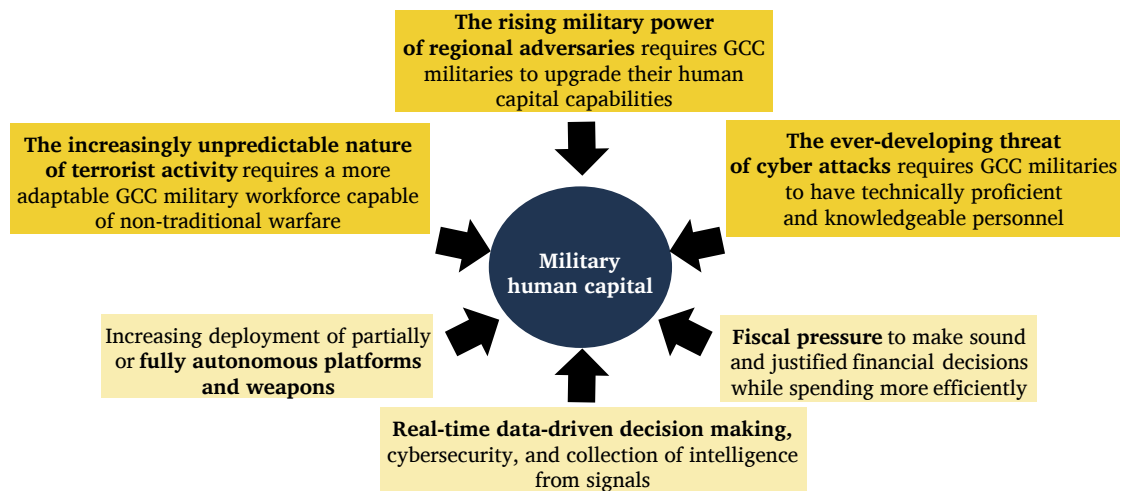 The rising military power
of regional adversaries requires GCC
militaries to upgrade their human
capital capabilities
The increasingly unpredictable nature
of terrorist activity requires a more
adaptable GCC military workforce capable
of non-traditional warfare
The ever-developing threat
of cyber attacks requires GCC militaries
to have technically proficient
and knowledgeable personnel
Military
human capital
Increasing deployment of partially
or fully autonomous platforms
and weapons
Fiscal pressure to make sound
and justified financial decisions
while spending more efficiently
Real-time data-driven decision making,
cybersecurity, and collection of intelligence
from signals